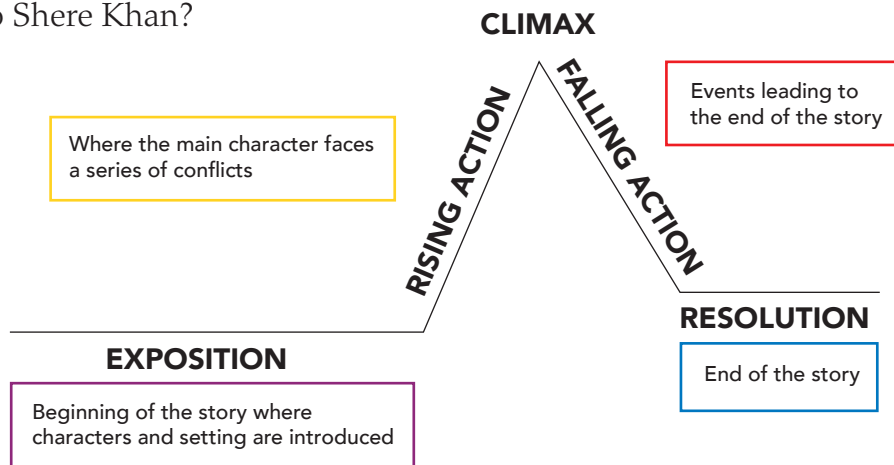 Shere Khan?
CLIMAX
Events leading to
the end of the story
FALLING ACTION
RISING ACTION
Where the main character faces
a series of conflicts
RESOLUTION
End of the story
EXPOSITION
Beginning of the story where
characters and setting are introduced